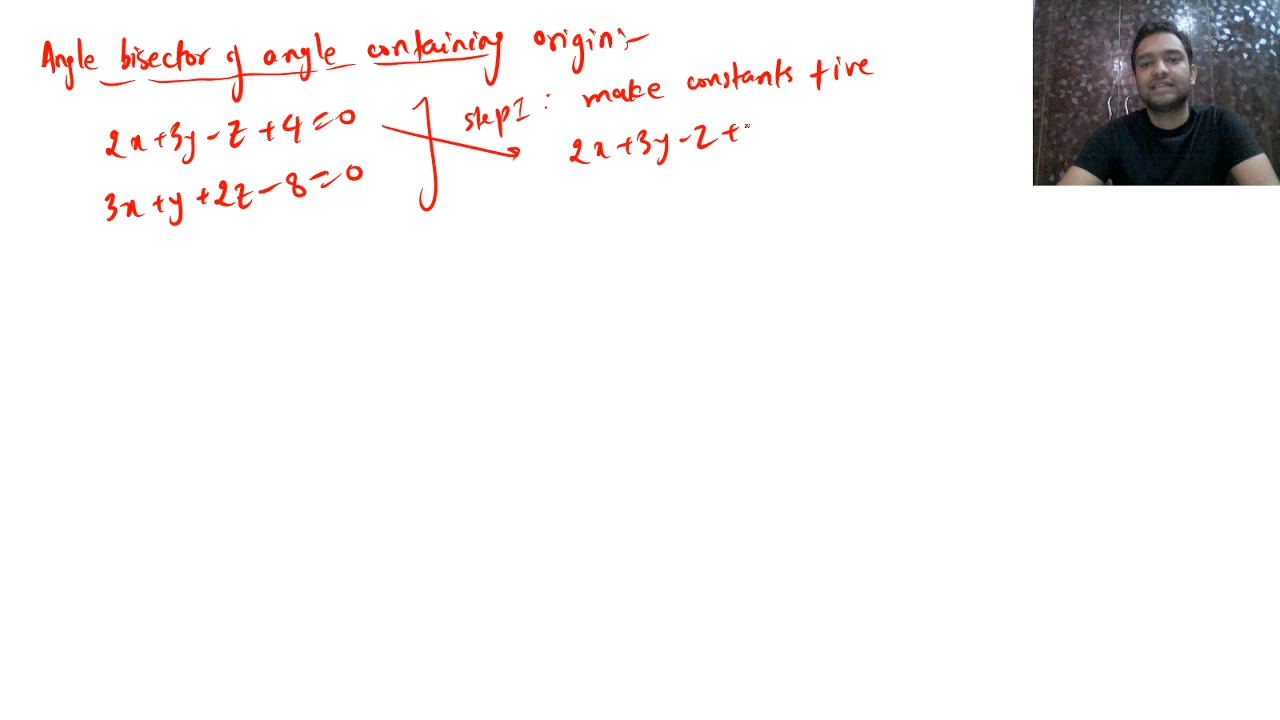 Angle bisector of angle containing origin:-
2x+3y-z+4=0
3x+y+2z-8=0
step1: make constants +ive
2x+3y-z+